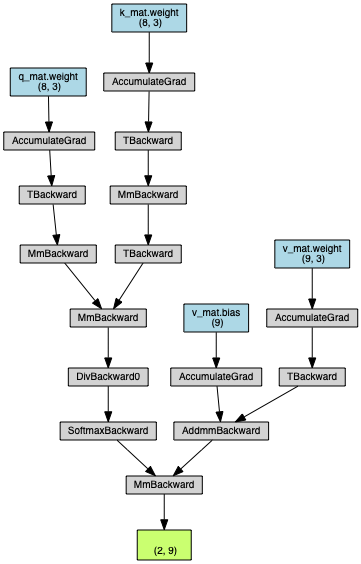 k_mat.weight
(8, 3)
q_mat.weight
(8, 3)
AccumulateGrad
AccumulateGrad
TBackward
TBackward
MmBackward
MmBackward
TBackward
v_mat.weight
(9, 3)
MmBackward
v_mat.bias
(9)
AccumulateGrad
DivBackward0
AccumulateGrad
TBackward
SoftmaxBackward
AddmmBackward
MmBackward
(2, 9)